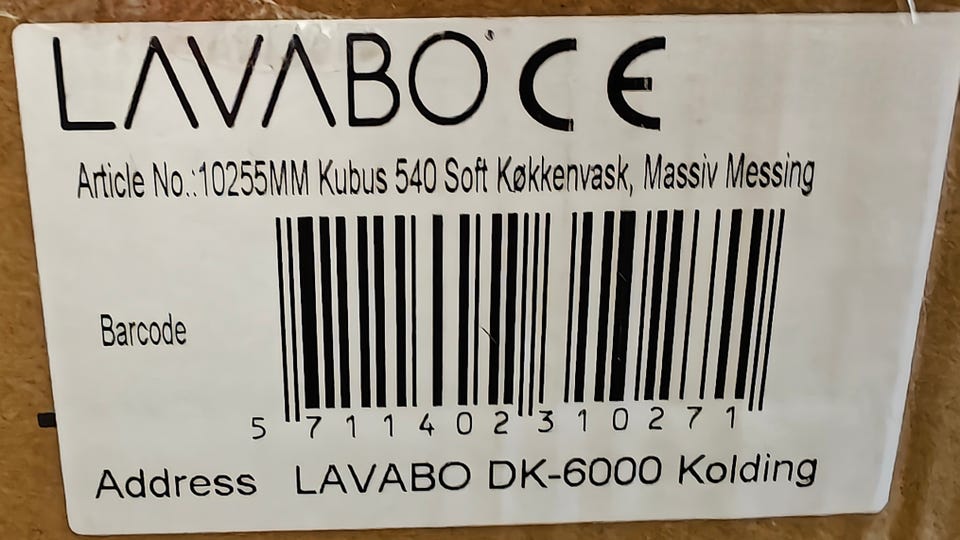 LAVABO® CE
Article No.:10255MM Kubus 540 Soft Køkkenvask, Massiv Messing
Barcode
5 711402 310271
Address LAVABO DK-6000 Kolding